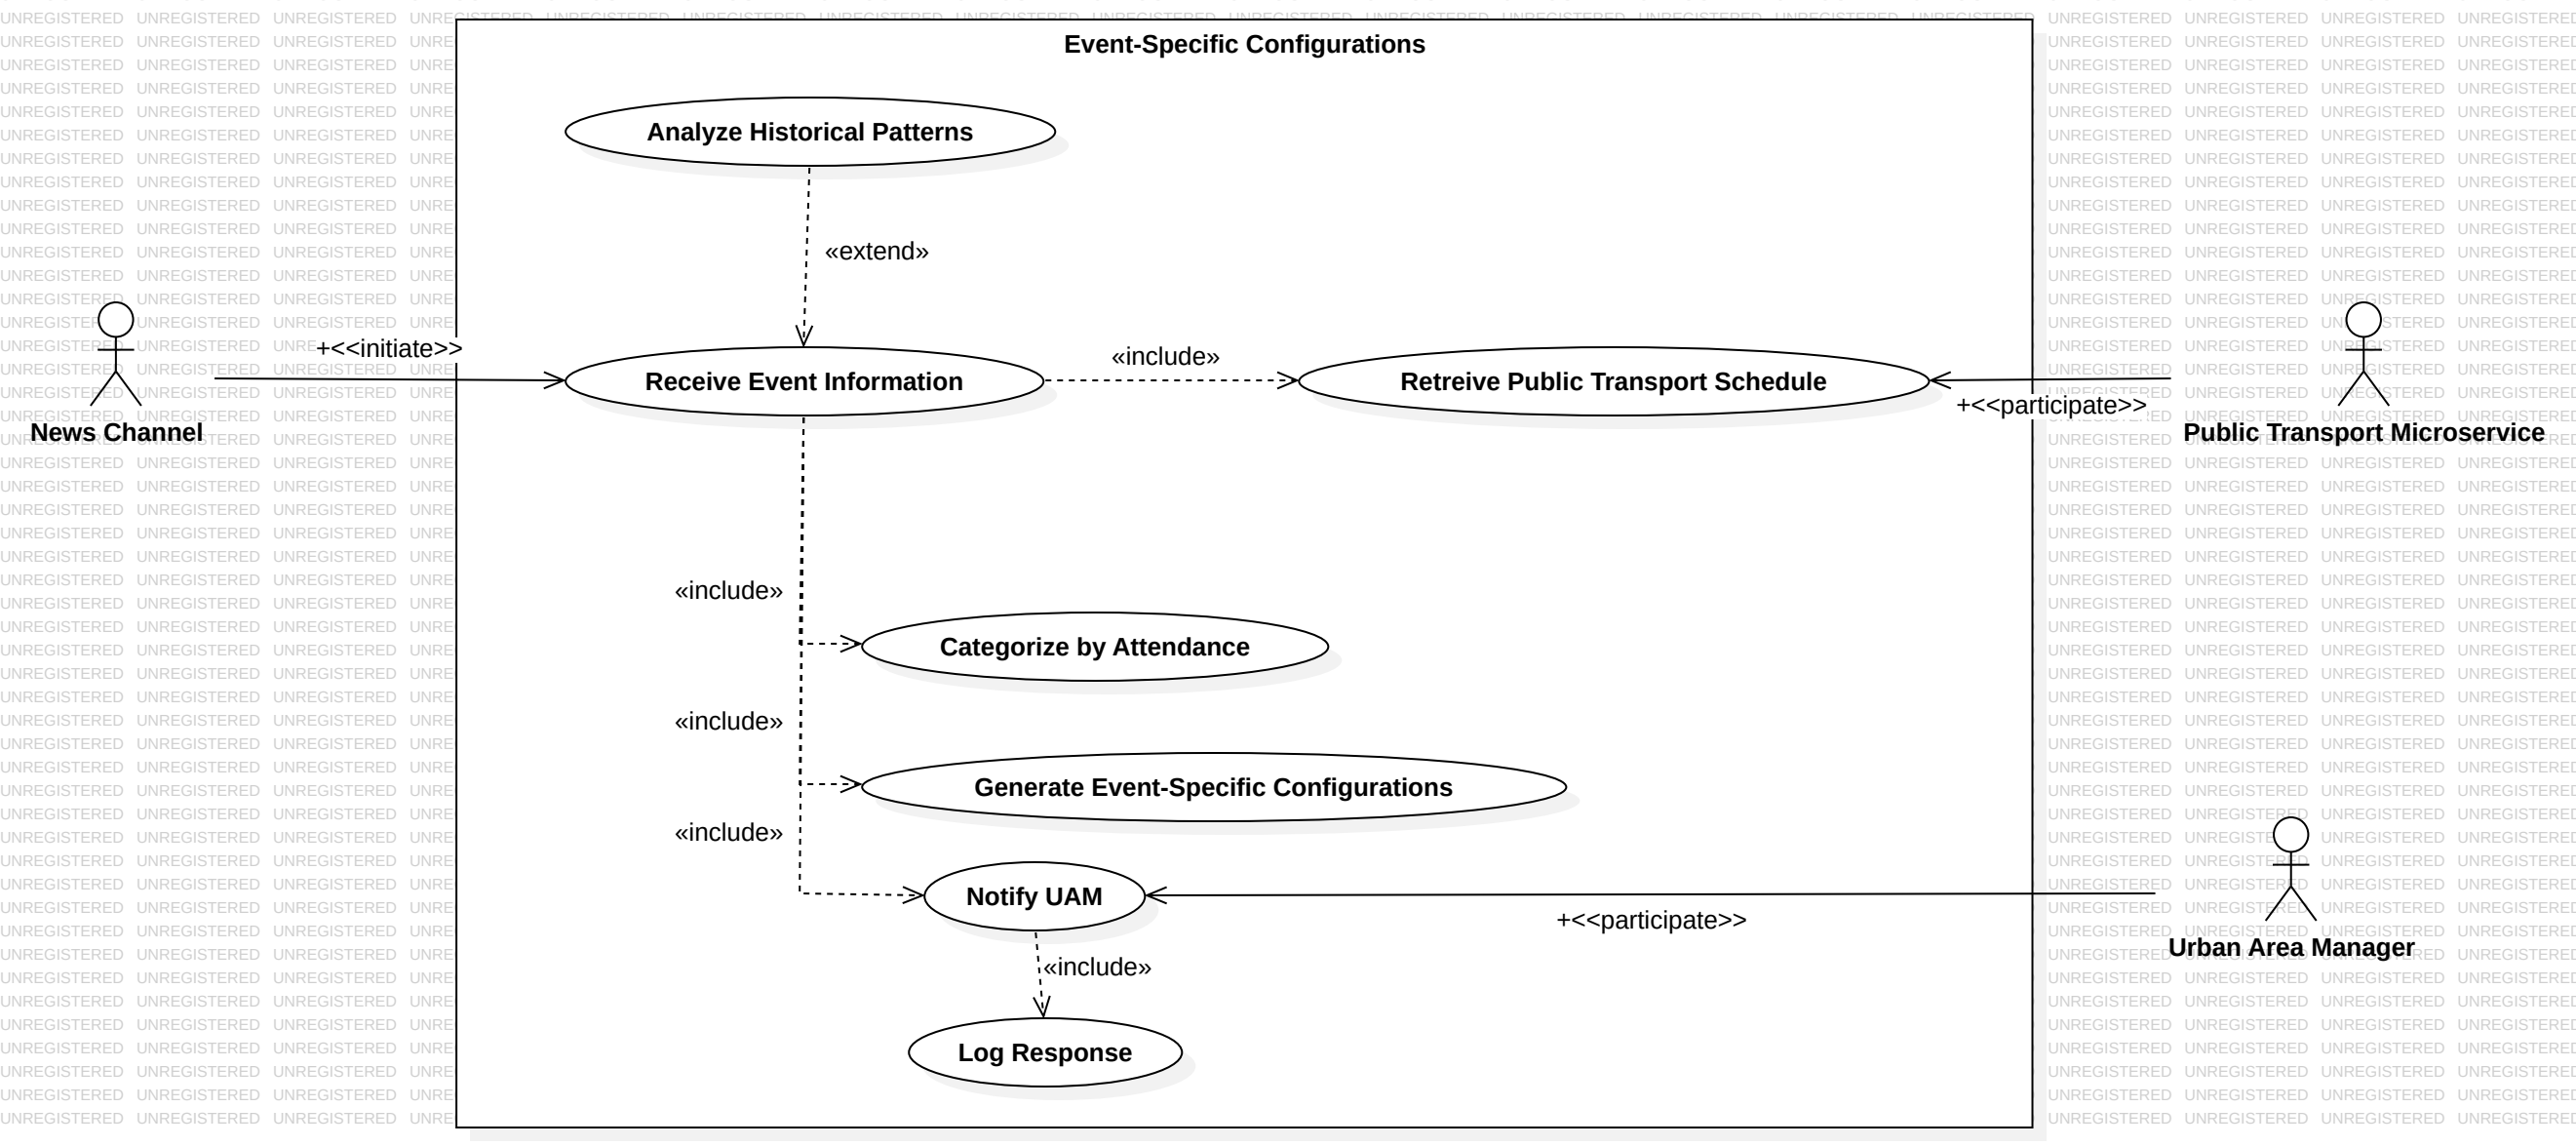 Event-Specific Configurations
Analyze Historical Patterns
«extend»
+<<initiate>>
«include»
Receive Event Information
Retreive Public Transport Schedule
+<<participate>>
News Channel
Public Transport Microservice
«include»
Categorize by Attendance
«include»
Generate Event-Specific Configurations
«include»
Notify UAM
+<<participate>>
Urban Area Manager
«include»
Log Response
UNREGISTERED